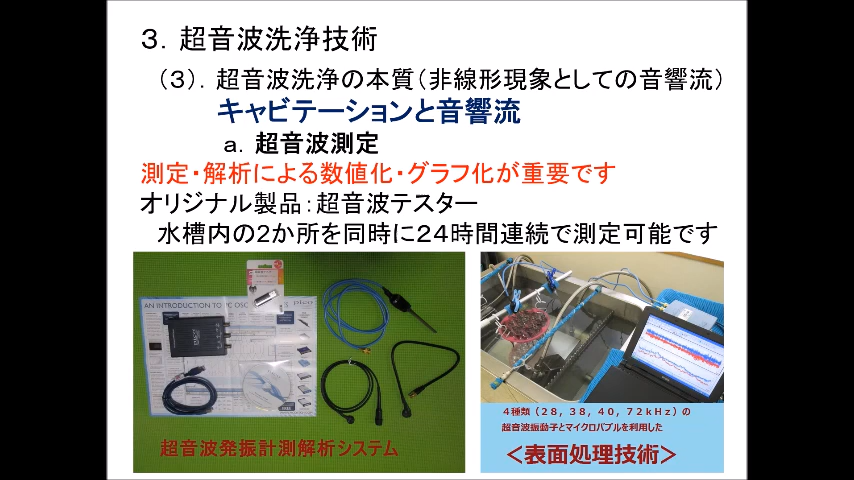 ３．超音波洗浄技術
（３）．超音波洗浄の本質（非線形現象としての音響流）
キャビテーションと音響流
ａ．超音波測定
測定・解析による数値化・グラフ化が重要です
オリジナル製品：超音波テスター
水槽内の2か所を同時に２４時間連続で測定可能です
AN INTRODUCTION TO PC OSC
pico
超音波発振計測解析システム
４種類（２８，３８，４０，７２ｋＨｚ）の
超音波振動子とマイクロバブルを利用した
＜表面処理技術＞